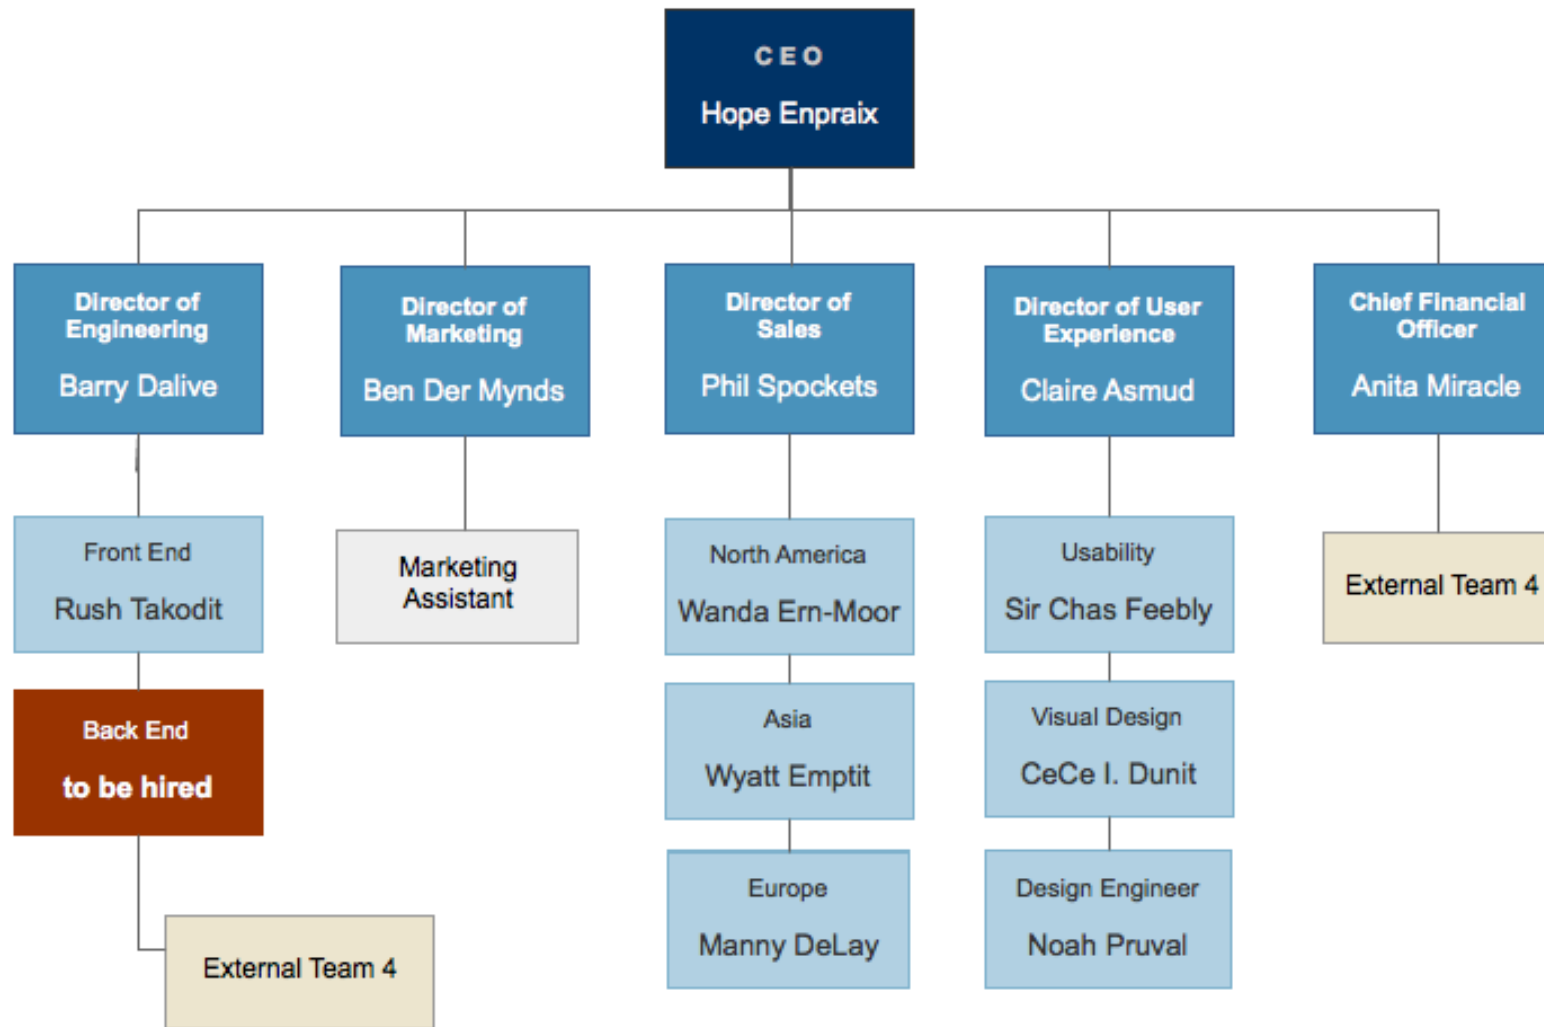 CEO
Hope Enpraix
Director of
Engineering
Barry Dalive
Director of
Marketing
Ben Der Mynds
Director of
Sales
Phil Spockets
Director of User
Experience
Claire Asmud
Chief Financial
Officer
Anita Miracle
Front End
Rush Takodit
Back End
to be hired
External Team 4
Marketing
Assistant
North America
Wanda Ern-Moor
Asia
Wyatt Emptit
Europe
Manny DeLay
Usability
Sir Chas Feebly
Visual Design
CeCe I. Dunit
Design Engineer
Noah Pruval
External Team 4